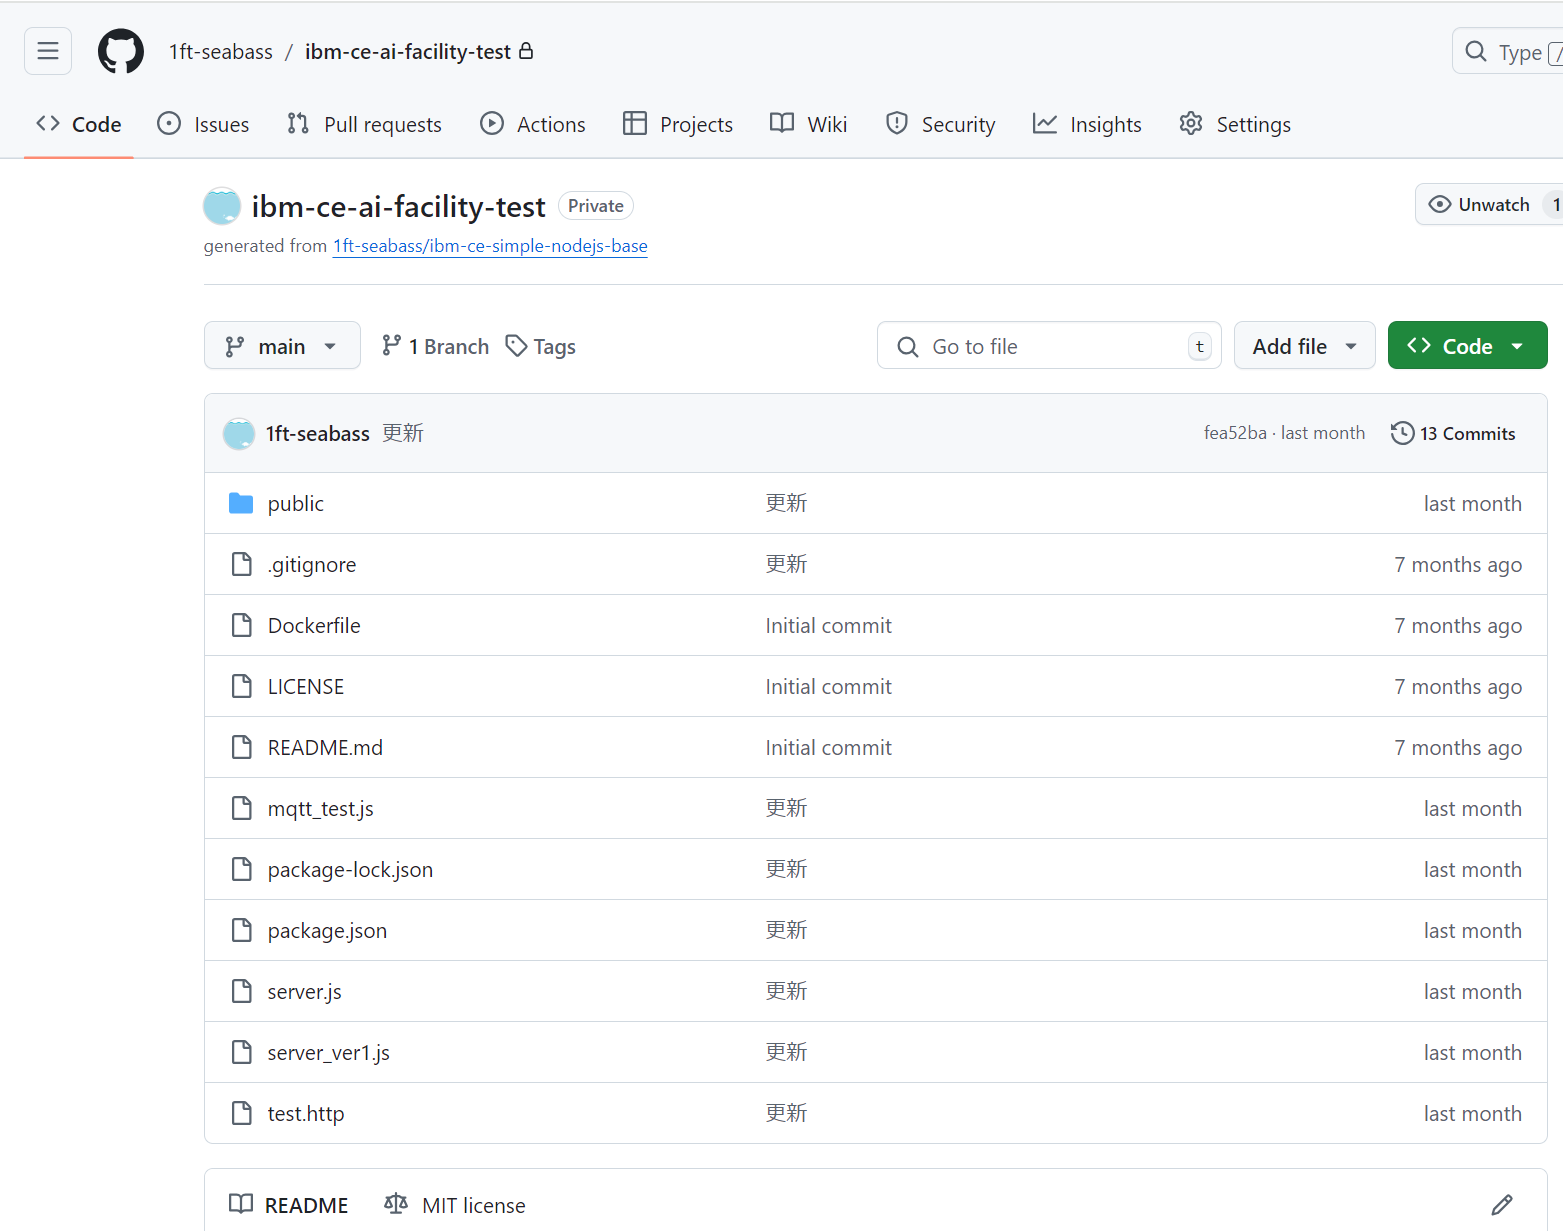 1ft-seabass / ibm-ce-ai-facility-test
Type /
Code Issues Pull requests Actions Projects Wiki Security Insights Settings
ibm-ce-ai-facility-test Private
Unwatch 1
generated from 1ft-seabass/ibm-ce-simple-nodejs-base
main 1 Branch Tags Go to file t Add file Code
1ft-seabass 更新 fea52ba · last month 13 Commits
public 更新 last month
.gitignore 更新 7 months ago
Dockerfile Initial commit 7 months ago
LICENSE Initial commit 7 months ago
README.md Initial commit 7 months ago
mqtt_test.js 更新 last month
package-lock.json 更新 last month
package.json 更新 last month
server.js 更新 last month
server_ver1.js 更新 last month
test.http 更新 last month
README MIT license